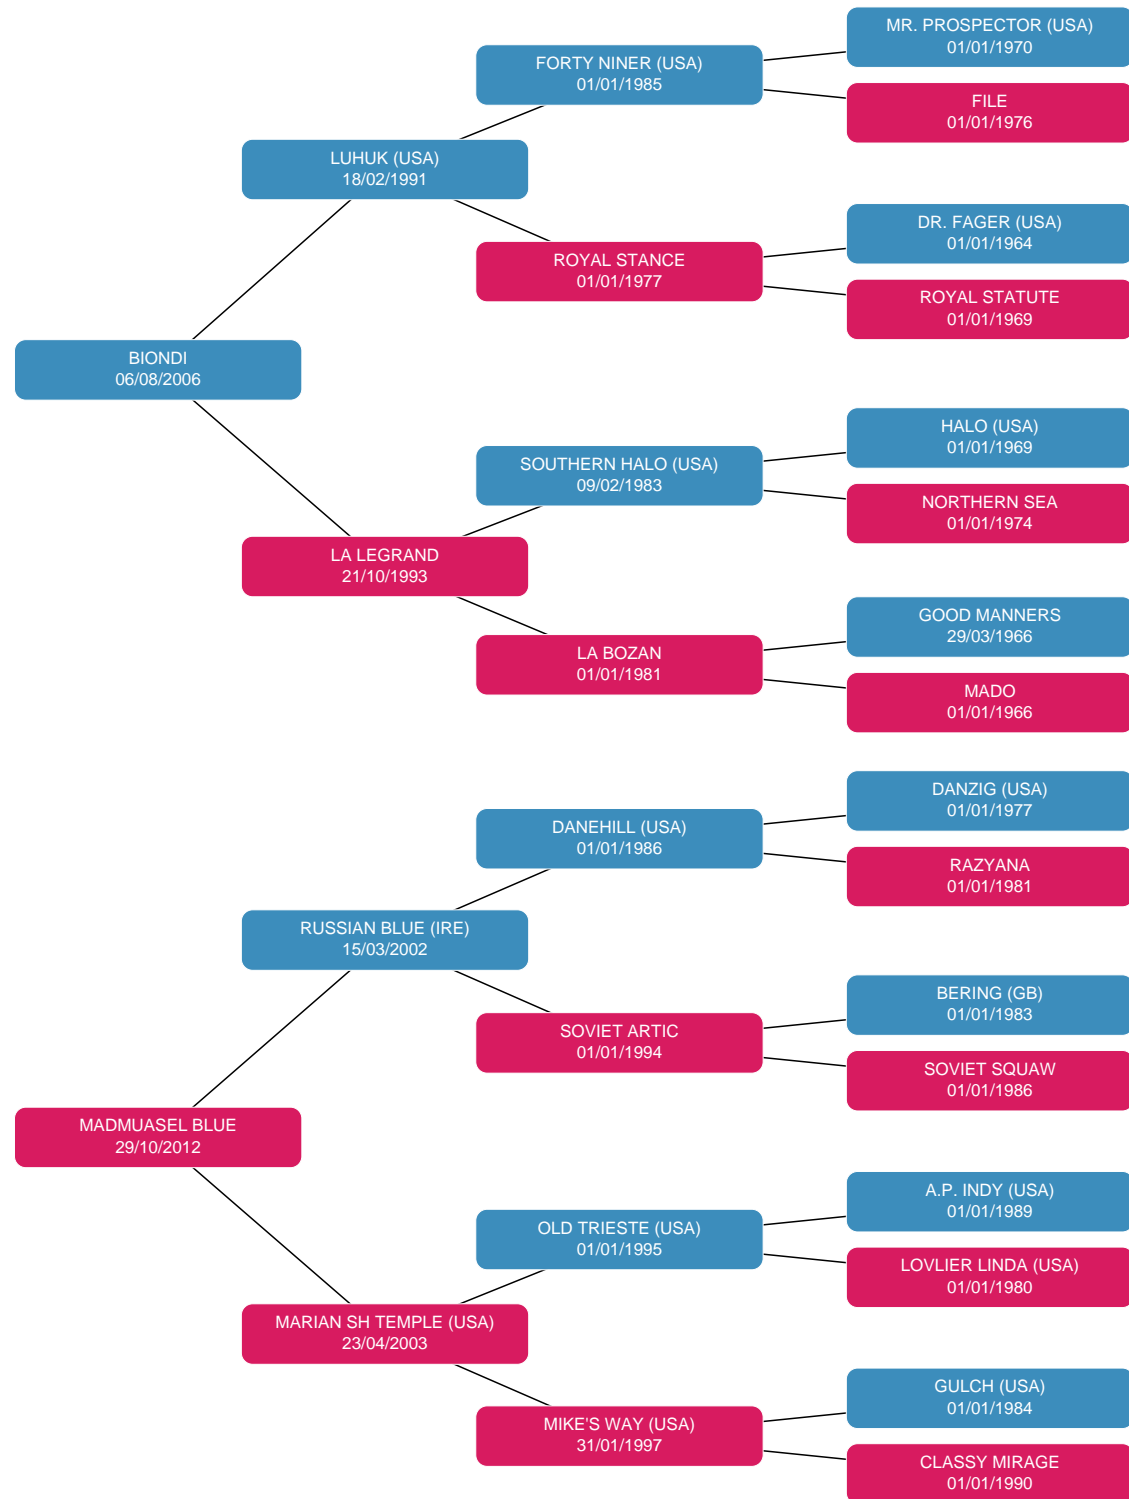 MR. PROSPECTOR (USA)
01/01/1970
FORTY NINER (USA)
01/01/1985
FILE
01/01/1976
LUHUK (USA)
18/02/1991
DR. FAGER (USA)
01/01/1964
ROYAL STANCE
01/01/1977
ROYAL STATUTE
01/01/1969
BIONDI
06/08/2006
HALO (USA)
01/01/1969
SOUTHERN HALO (USA)
09/02/1983
NORTHERN SEA
01/01/1974
LA LEGRAND
21/10/1993
GOOD MANNERS
29/03/1966
LA BOZAN
01/01/1981
MADO
01/01/1966
DANZIG (USA)
01/01/1977
DANEHILL (USA)
01/01/1986
RAZYANA
01/01/1981
RUSSIAN BLUE (IRE)
15/03/2002
BERING (GB)
01/01/1983
SOVIET ARTIC
01/01/1994
SOVIET SQUAW
01/01/1986
MADMUASEL BLUE
29/10/2012
A.P. INDY (USA)
01/01/1989
OLD TRIESTE (USA)
01/01/1995
LOVLIER LINDA (USA)
01/01/1980
MARIAN SH TEMPLE (USA)
23/04/2003
GULCH (USA)
01/01/1984
MIKE'S WAY (USA)
31/01/1997
CLASSY MIRAGE
01/01/1990